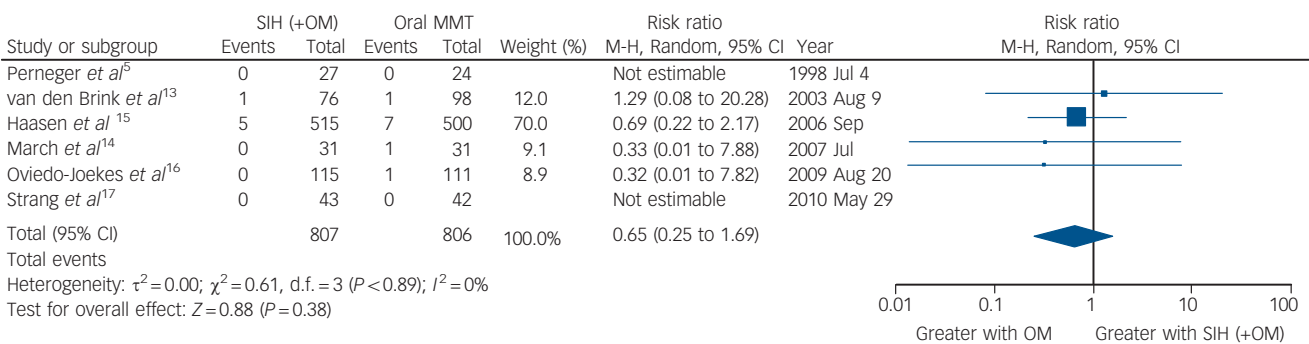 SIH (+OM) Oral MMT Risk ratio Risk ratio
Study or subgroup Events Total Events Total Weight (%) M-H, Random, 95% CI Year M-H, Random, 95% CI
Perneger et al5 0 27 0 24 Not estimable 1998 Jul 4
van den Brink et al13 1 76 1 98 12.0 1.29 (0.08 to 20.28) 2003 Aug 9
Haasen et al 15 5 515 7 500 70.0 0.69 (0.22 to 2.17) 2006 Sep
March et al14 0 31 1 31 9.1 0.33 (0.01 to 7.88) 2007 Jul
Oviedo-Joekes et al16 0 115 1 111 8.9 0.32 (0.01 to 7.82) 2009 Aug 20
Strang et al17 0 43 0 42 Not estimable 2010 May 29
Total (95% CI) 807 806 100.0% 0.65 (0.25 to 1.69)
Total events
Heterogeneity: τ2=0.00; χ2=0.61, d.f.=3 (P<0.89); I2=0%
Test for overall effect: Z=0.88 (P=0.38)
0.01 0.1 1 10 100
Greater with OM Greater with SIH (+OM)